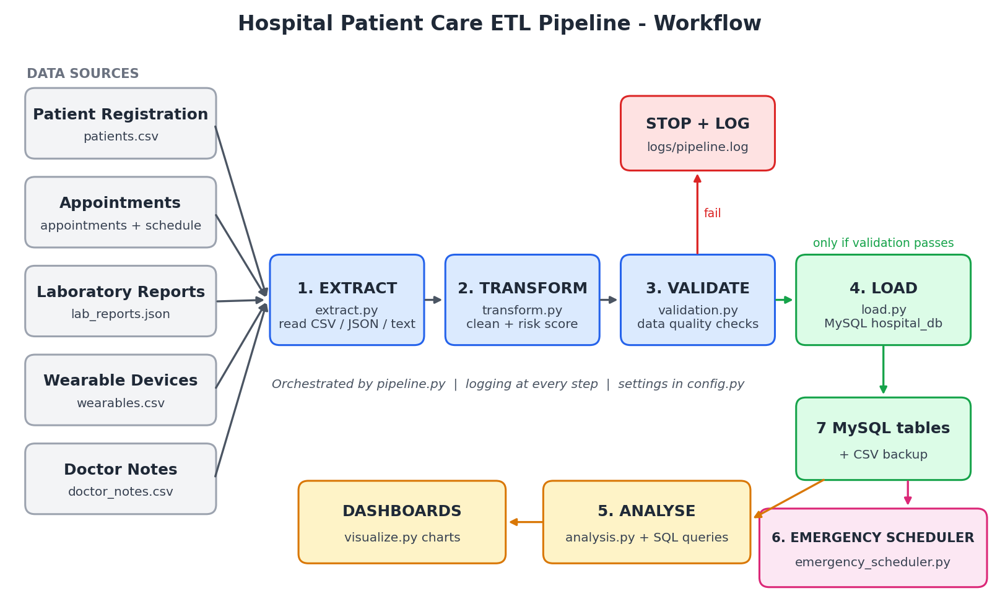 Hospital Patient Care ETL Pipeline - Workflow
DATA SOURCES
Patient Registration
patients.csv
Appointments
appointments + schedule
Laboratory Reports
lab_reports.json
Wearable Devices
wearables.csv
Doctor Notes
doctor_notes.csv
1. EXTRACT
extract.py
read CSV / JSON / text
2. TRANSFORM
transform.py
clean + risk score
3. VALIDATE
validation.py
data quality checks
fail
STOP + LOG
logs/pipeline.log
only if validation passes
4. LOAD
load.py
MySQL hospital_db
Orchestrated by pipeline.py | logging at every step | settings in config.py
7 MySQL tables
+ CSV backup
5. ANALYSE
analysis.py + SQL queries
DASHBOARDS
visualize.py charts
6. EMERGENCY SCHEDULER
emergency_scheduler.py